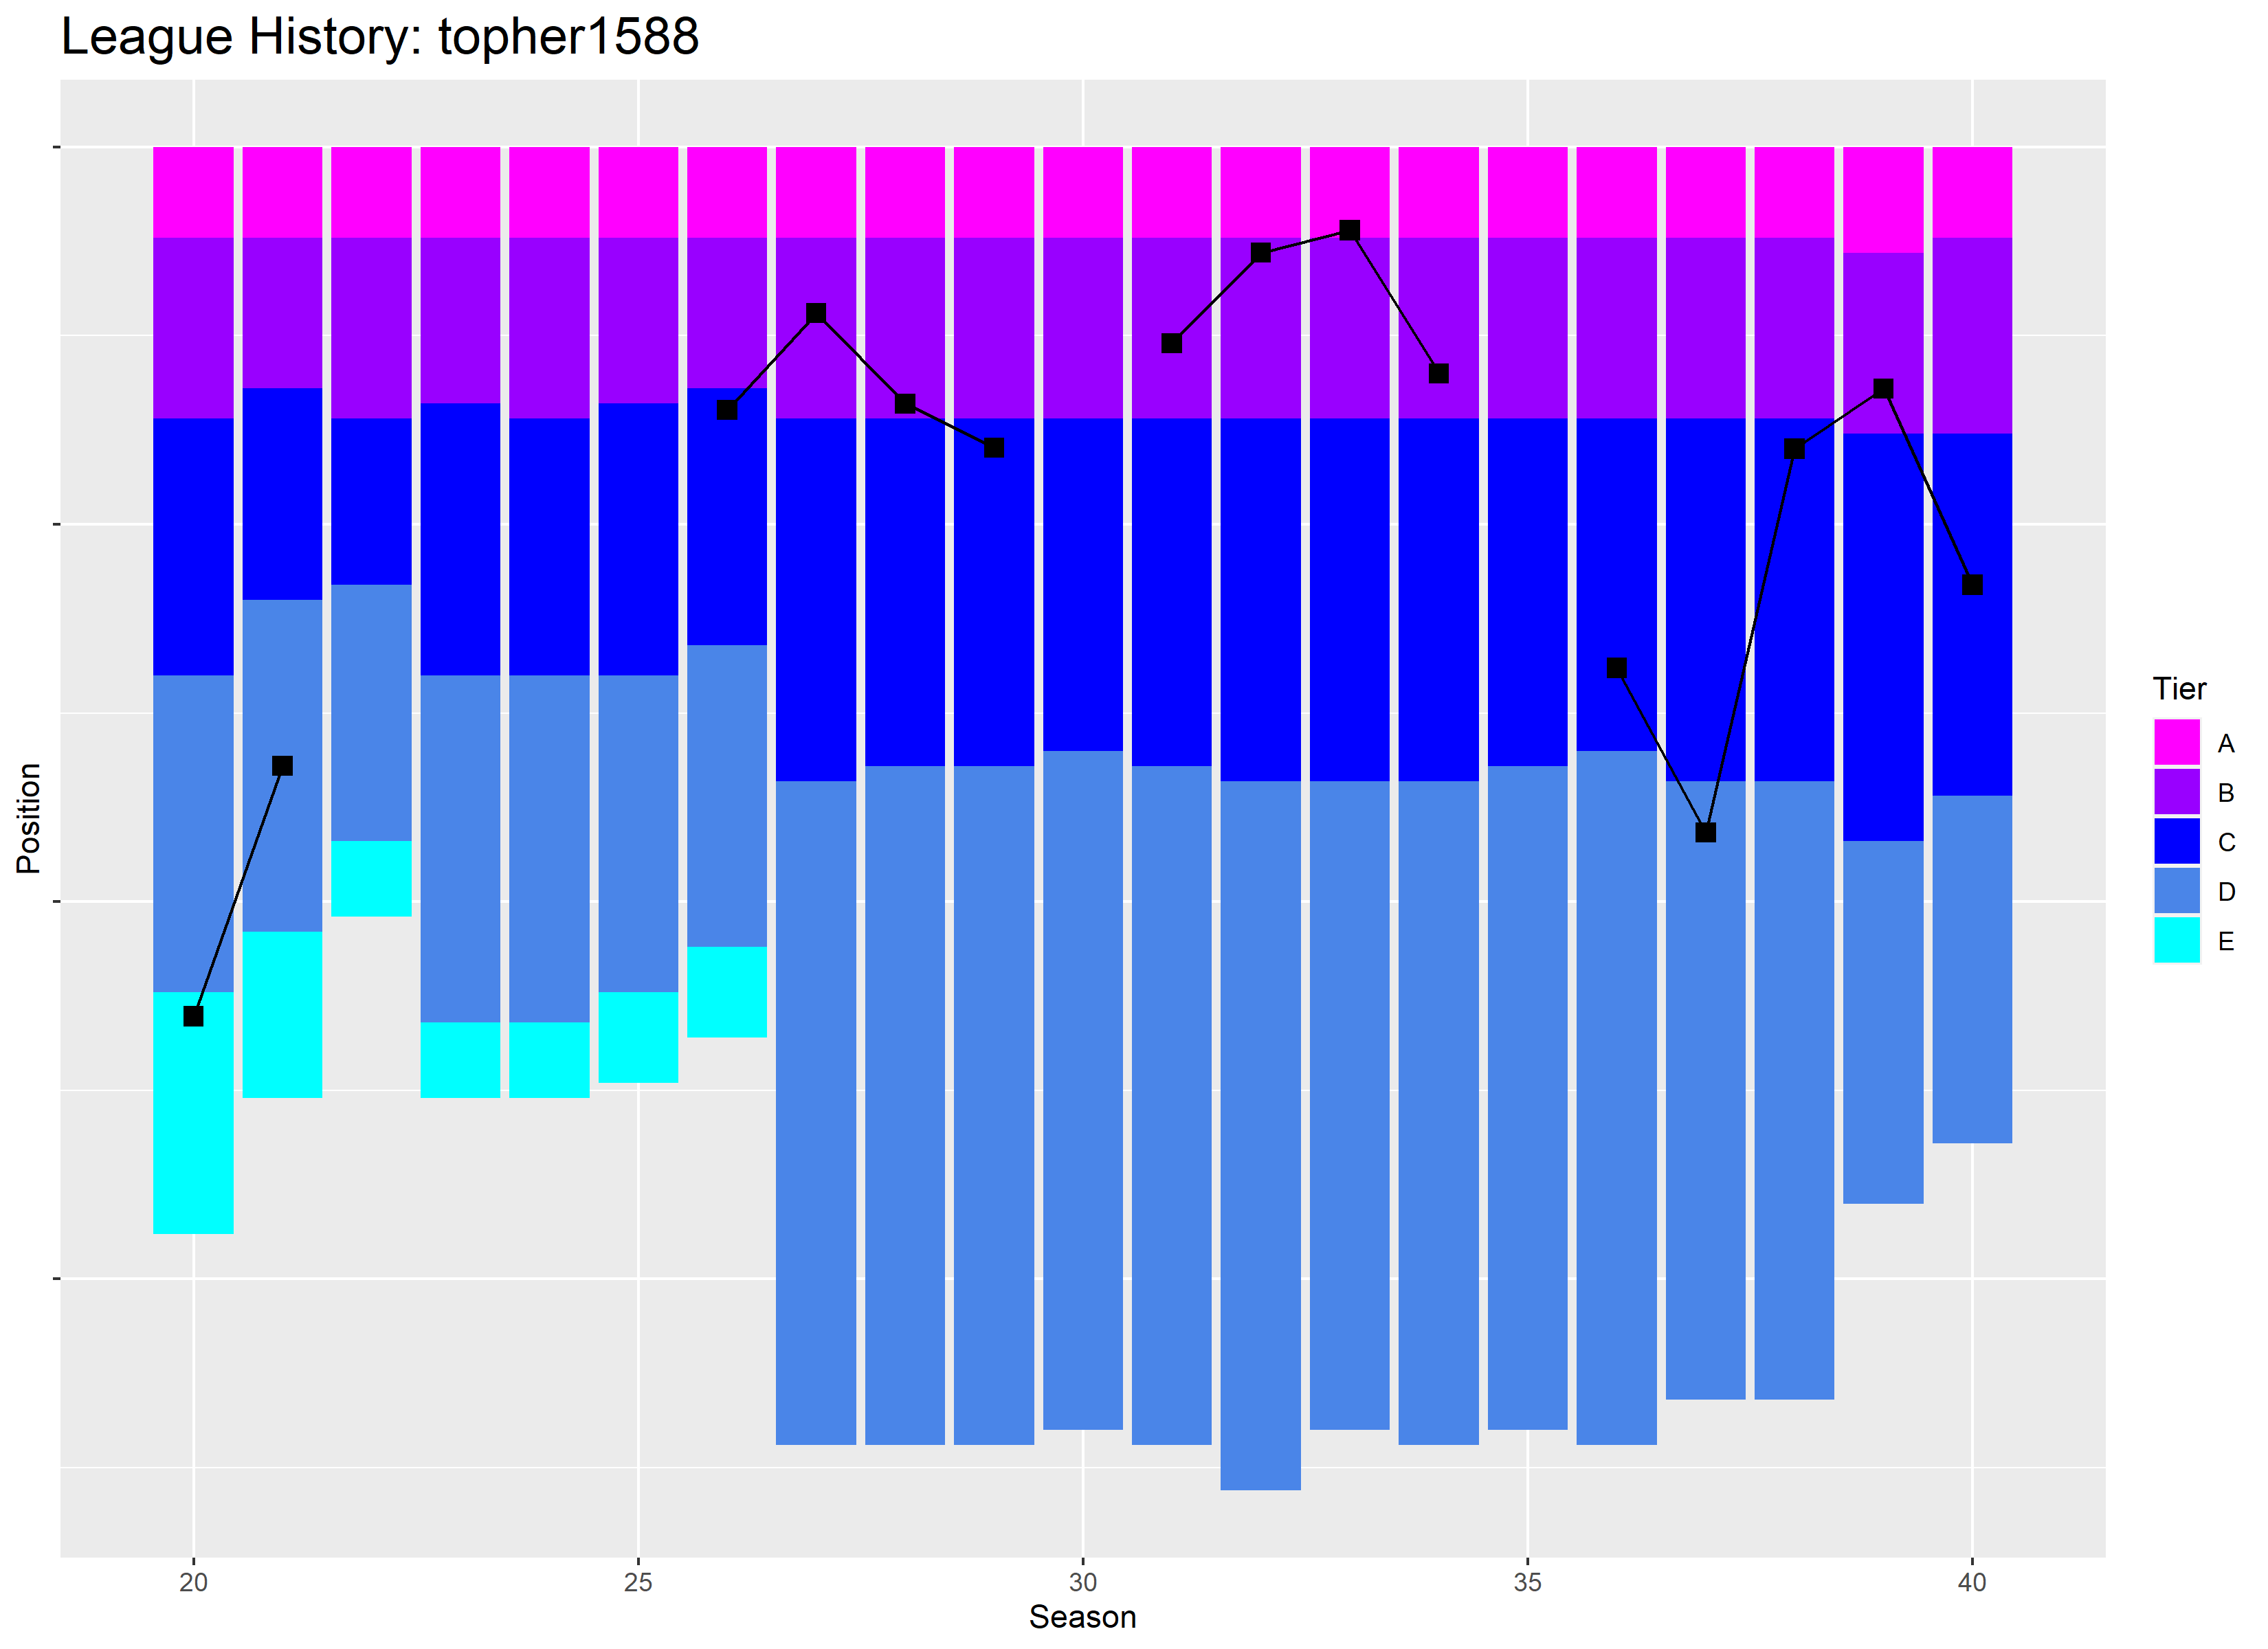 League History: topher1588
Position
Tier
A
B
C
D
E
20
25
30
35
40
Season